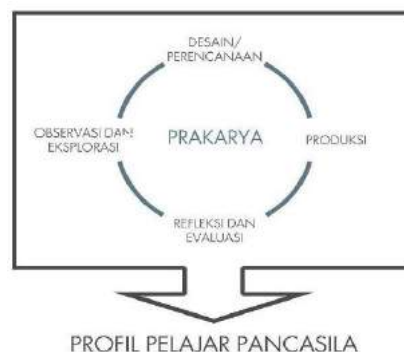 DESAIN/
PERENCANAAN
OBSERVASI DAN
EKSPLORASI
PRAKARYA
PRODUKSI
REFLEKSI DAN
EVALUASI
PROFIL PELAJAR PANCASILA